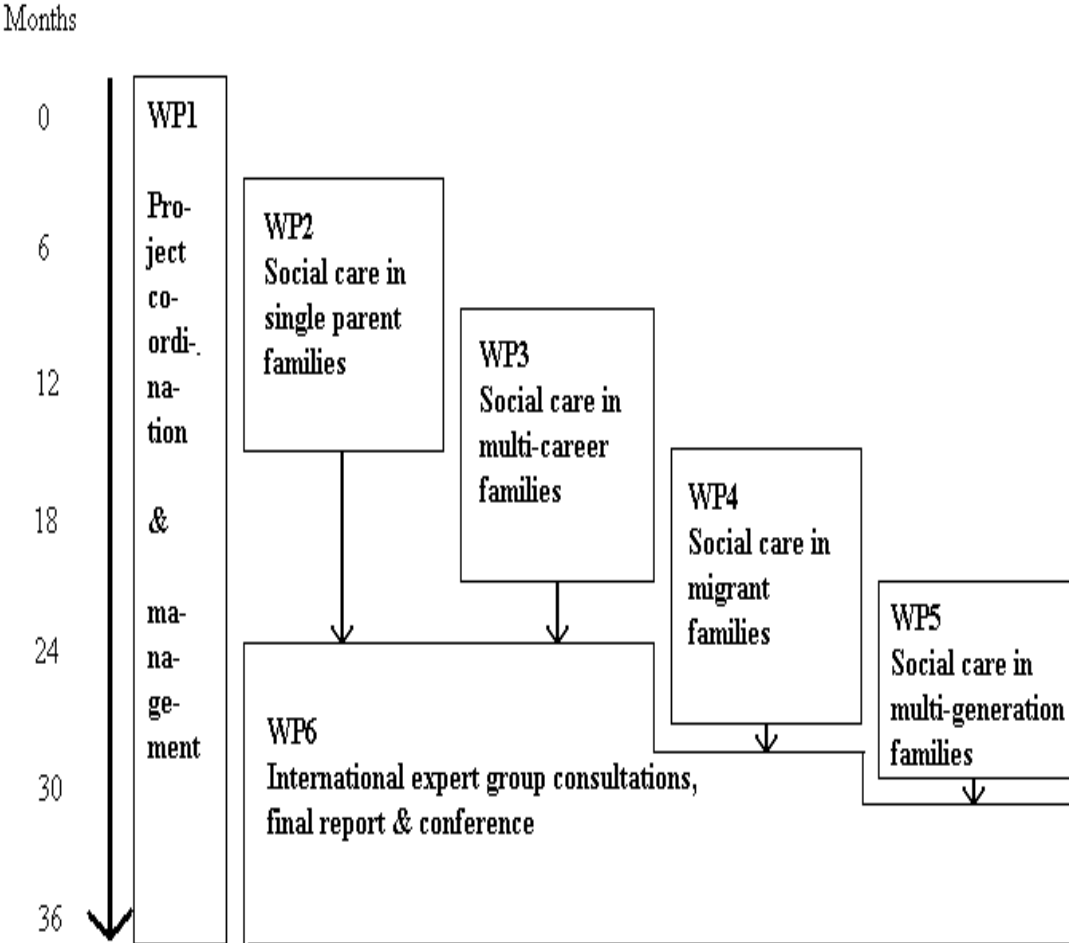 Months
0
6
12
18
24
30
36
WP1
Pro-
ject
co-
ordi-.
na-
tion
&
ma-
na-
ge-
ment
WP2
Social care in
single parent
families
WP3
Social care in
multi-career
families
WP4
Social care in
migrant
families
WP5
Social care in
multi-generation
families
WP6
International expert group consultations,
final report & conference